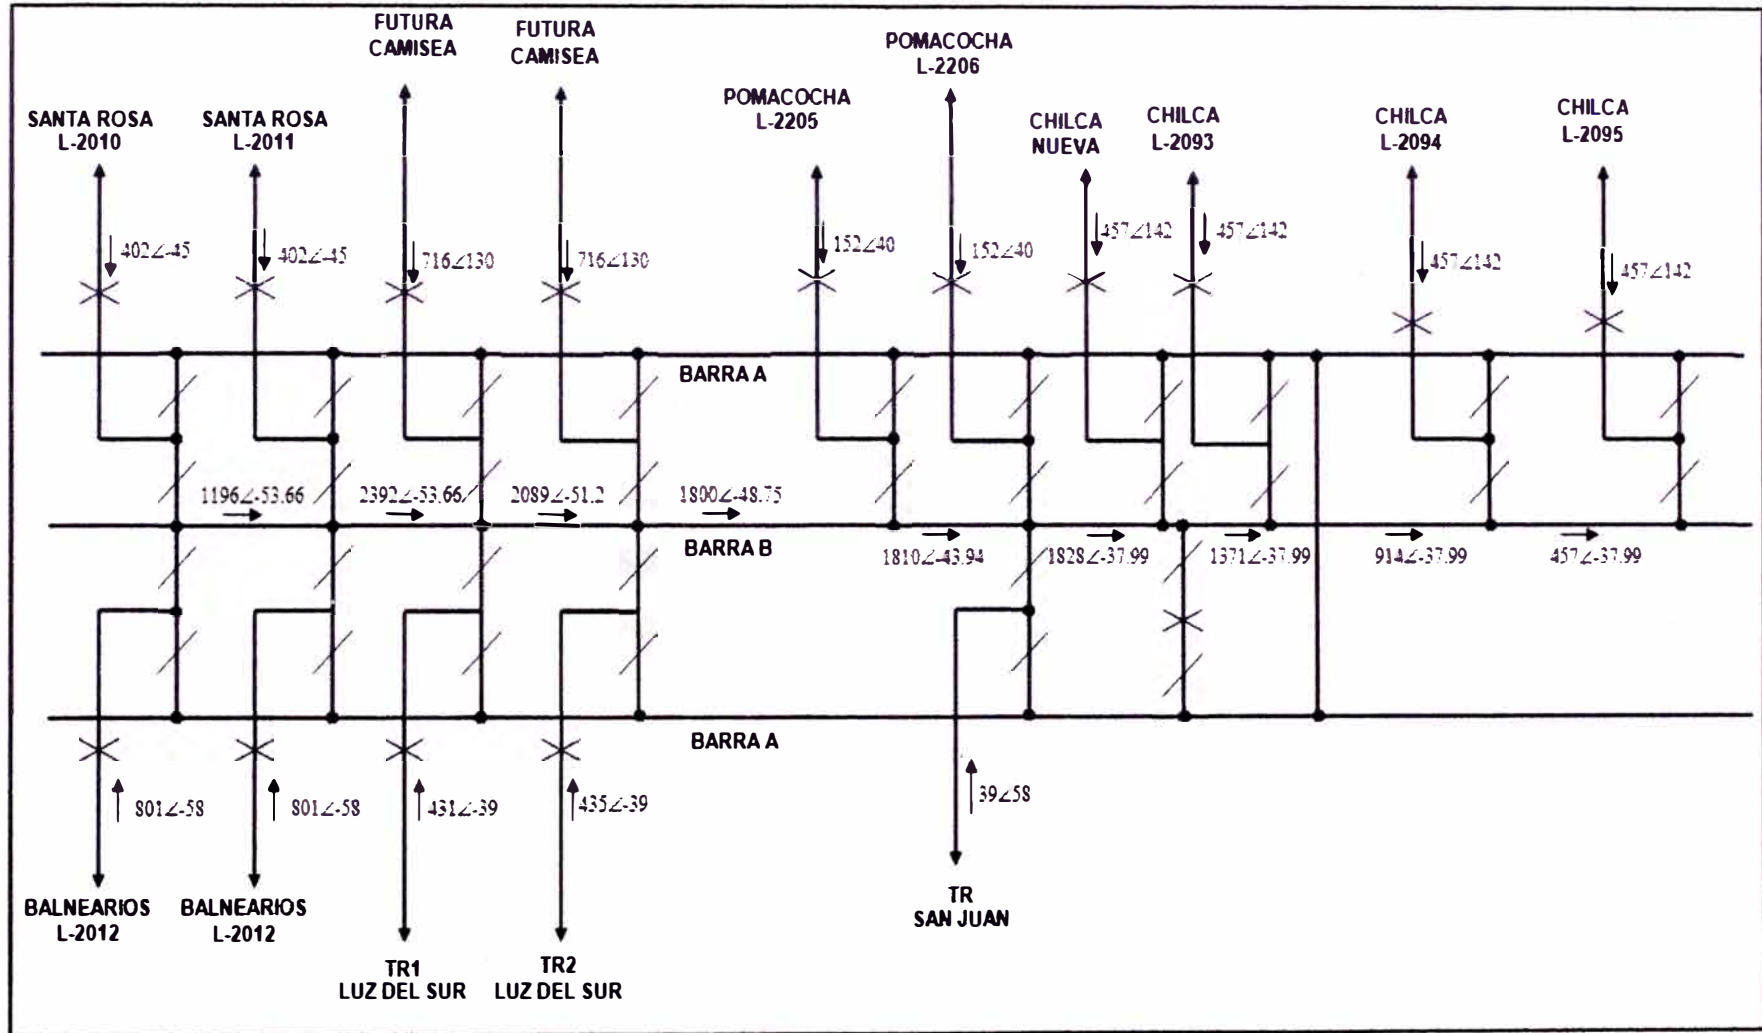 FUTURA
CAMISEA
FUTURA
CAMISEA
POMACOCHA
L-2206
SANTA ROSA
L-2010
SANTA ROSA
L-2011
POMACOCHA
L-2205
CHILCA
NUEVA
CHILCA
L-2093
CHILCA
L-2094
CHILCA
L-2095
402∠-45
402∠-45
716∠130
716∠130
152∠40
152∠40
457∠142
457∠142
457∠142
457∠142
BARRA A
1196∠-53.66
2392∠-53.66
2089∠-51.2
1800∠-48.75
BARRA B
1810∠-43.94
1828∠-37.99
1371∠-37.99
914∠-37.99
457∠-37.99
BARRA A
801∠-58
801∠-58
431∠-39
435∠-39
39∠58
BALNEARIOS
L-2012
BALNEARIOS
L-2012
TR1
LUZ DEL SUR
TR2
LUZ DEL SUR
TR
SAN JUAN